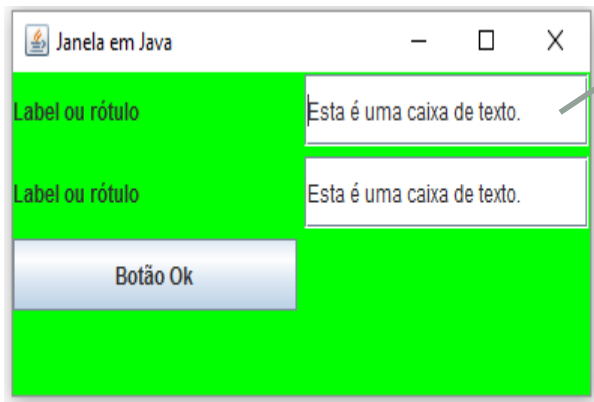 Janela em Java
Label ou rótulo Esta é uma caixa de texto.
Label ou rótulo Esta é uma caixa de texto.
Botão Ok